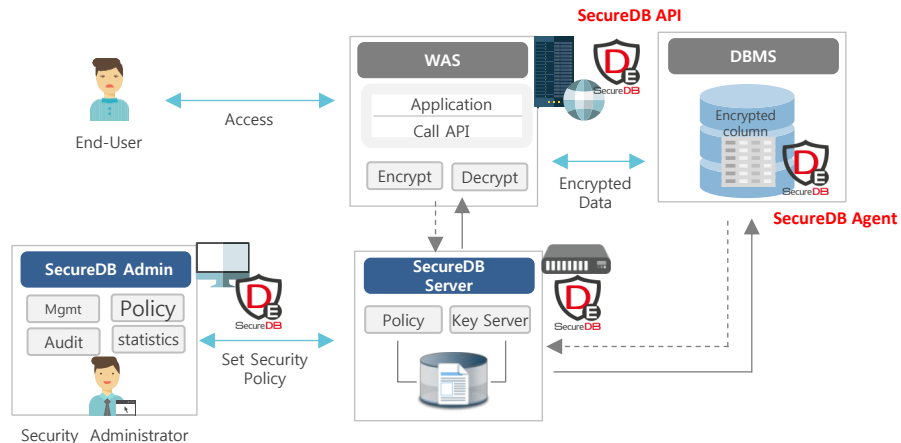 SecureDB API
WAS
D
E
SecureDB
DBMS
Application
Call API
Encrypted
column
End-User
Access
Encrypt
Decrypt
Encrypted
Data
D
E
SecureDB
SecureDB Agent
SecureDB Admin
SecureDB
Server
Mgmt
Policy
Audit
statistics
D
E
SecureDB
Policy
Key Server
D
E
SecureDB
Set Security
Policy
Security Administrator